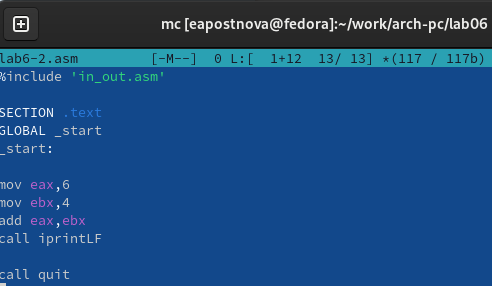 mc [eapostnova@fedora]:~/work/arch-pc/lab06
lab6-2.asm [-M--] 0 L:[ 1+12 13/ 13] *(117 / 117b)
%include 'in_out.asm'
SECTION .text
GLOBAL _start
_start:
mov eax,6
mov ebx,4
add eax,ebx
call iprintLF
call quit